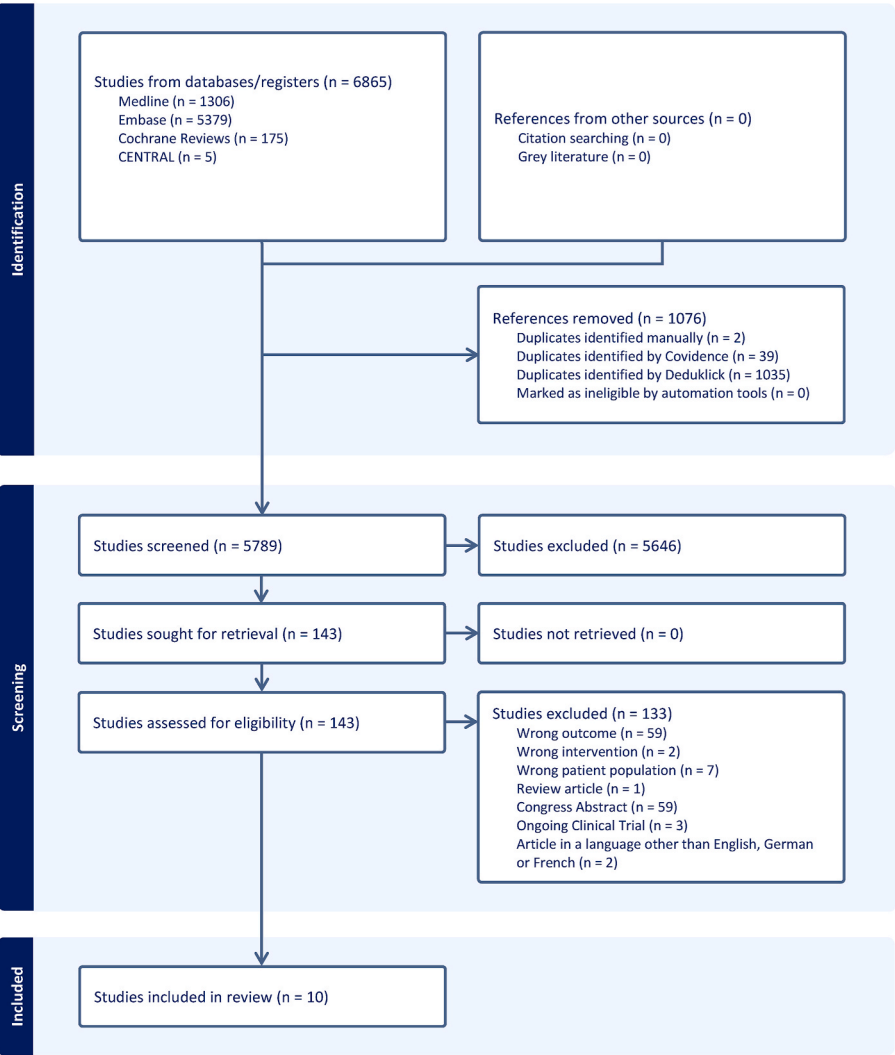 Identification
Studies from databases/registers (n = 6865)
Medline (n = 1306)
Embase (n = 5379)
Cochrane Reviews (n = 175)
CENTRAL (n = 5)
References from other sources (n = 0)
Citation searching (n = 0)
Grey literature (n = 0)
References removed (n = 1076)
Duplicates identified manually (n = 2)
Duplicates identified by Covidence (n = 39)
Duplicates identified by Deduklick (n = 1035)
Marked as ineligible by automation tools (n = 0)
Screening
Studies screened (n = 5789)
Studies excluded (n = 5646)
Studies sought for retrieval (n = 143)
Studies not retrieved (n = 0)
Studies assessed for eligibility (n = 143)
Studies excluded (n = 133)
Wrong outcome (n = 59)
Wrong intervention (n = 2)
Wrong patient population (n = 7)
Review article (n = 1)
Congress Abstract (n = 59)
Ongoing Clinical Trial (n = 3)
Article in a language other than English, German
or French (n = 2)
Included
Studies included in review (n = 10)